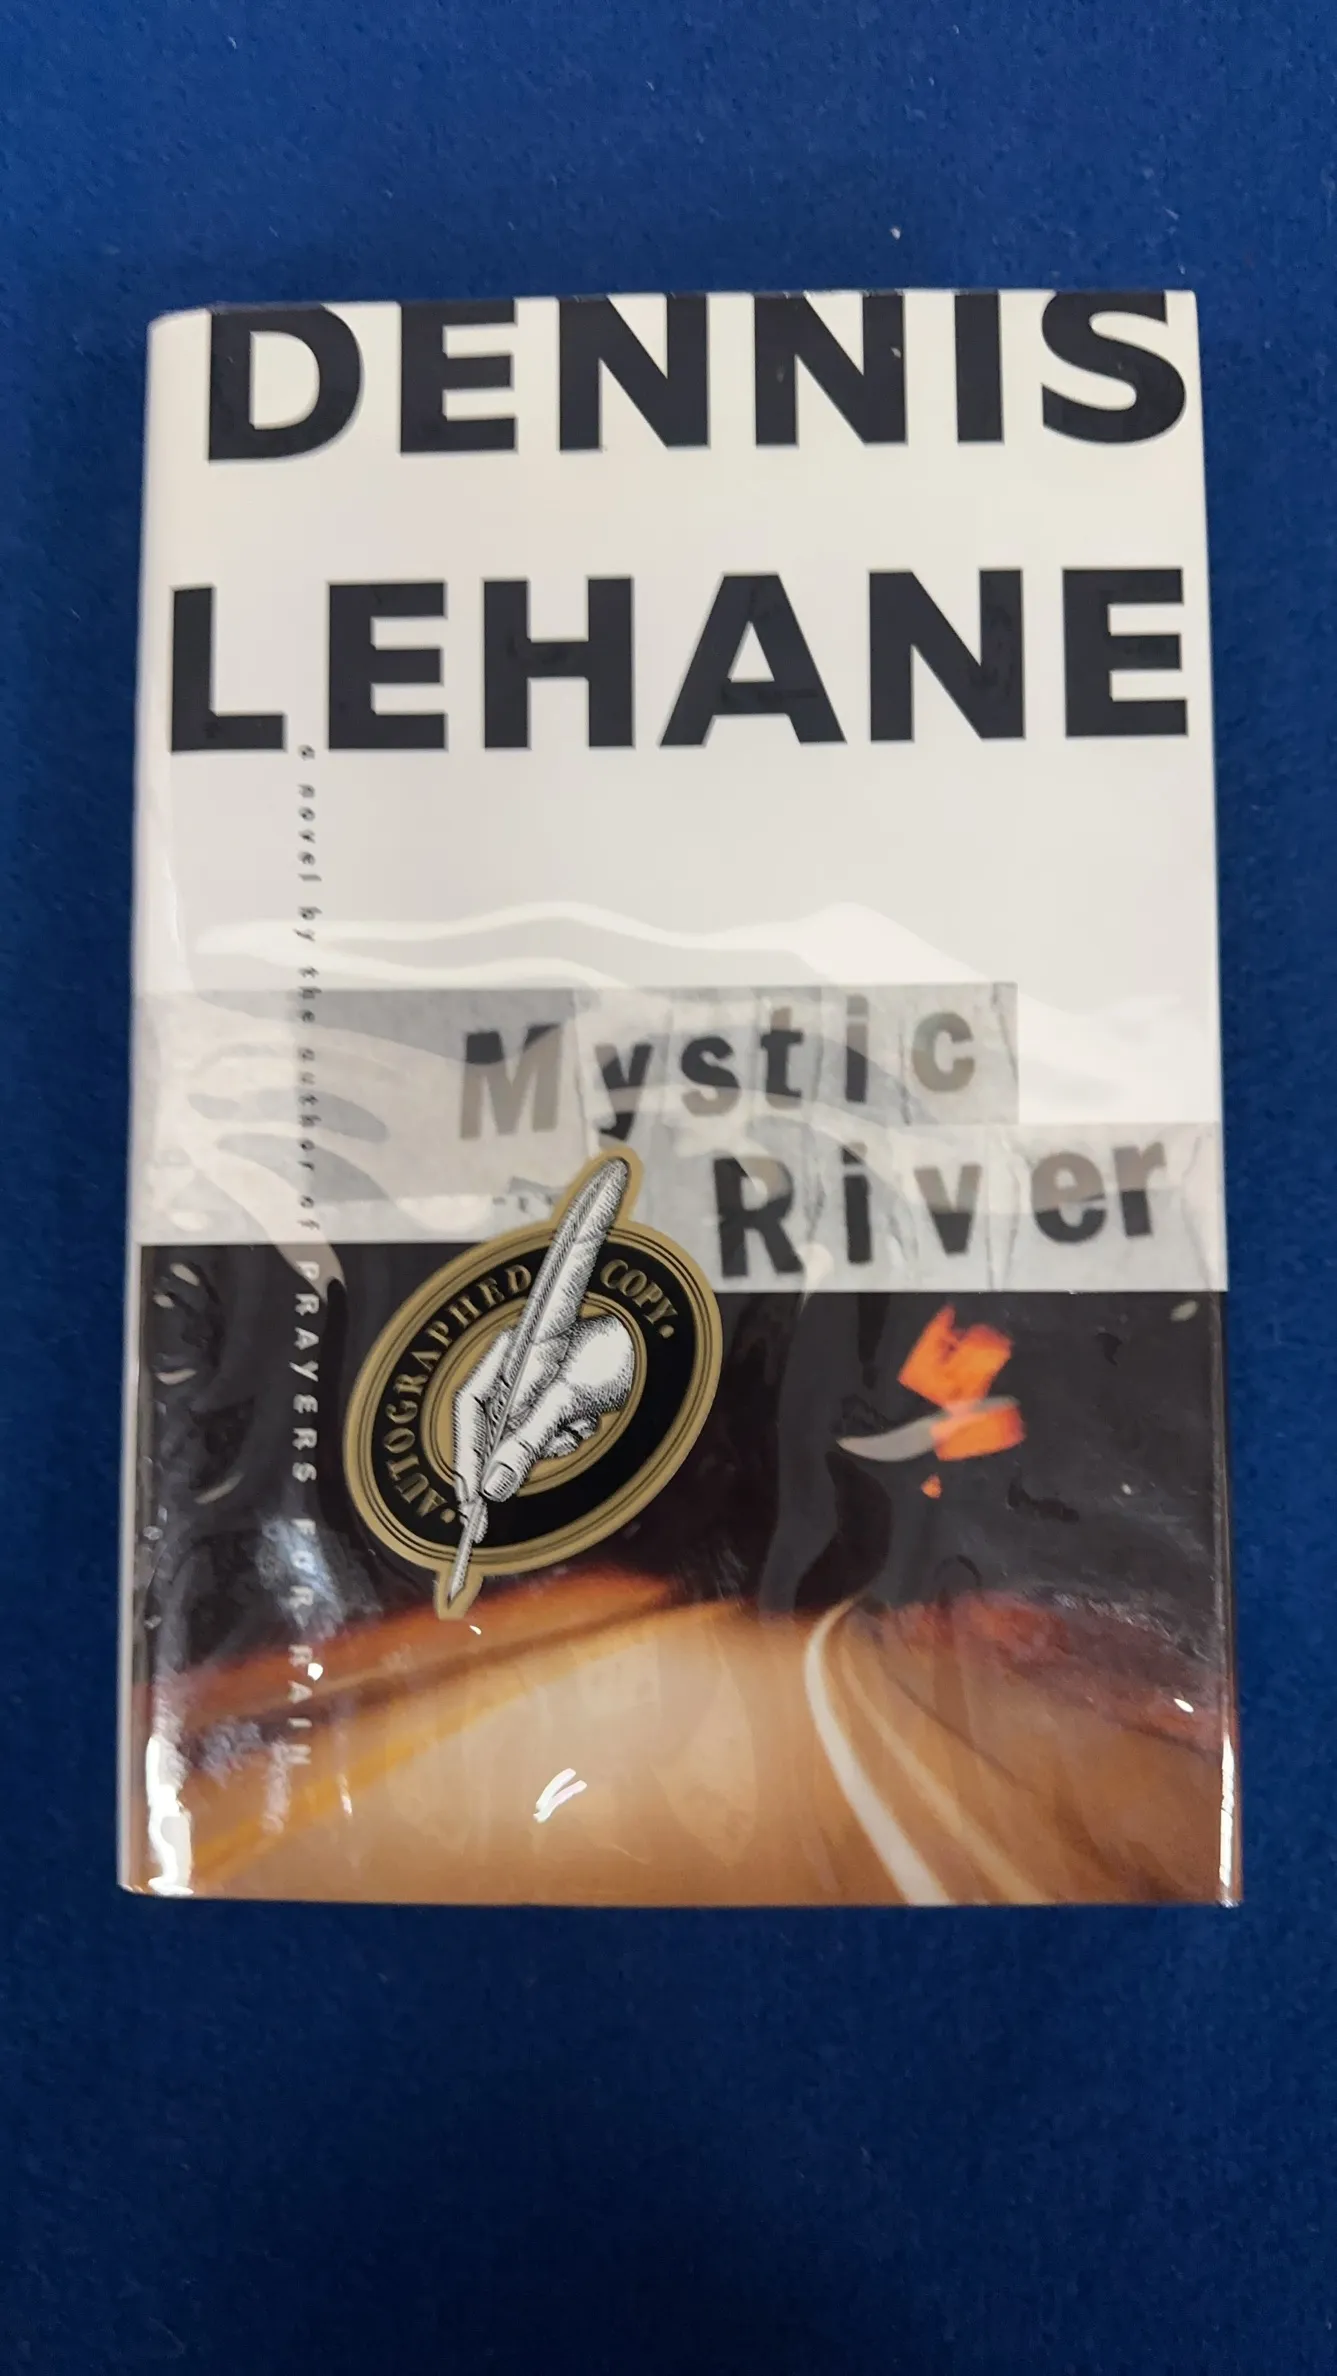 DENNIS
LEHANE
a novel by the author of PRAYERS FOR RAIN
Mystic
River
AUTOGRAPHED COPY